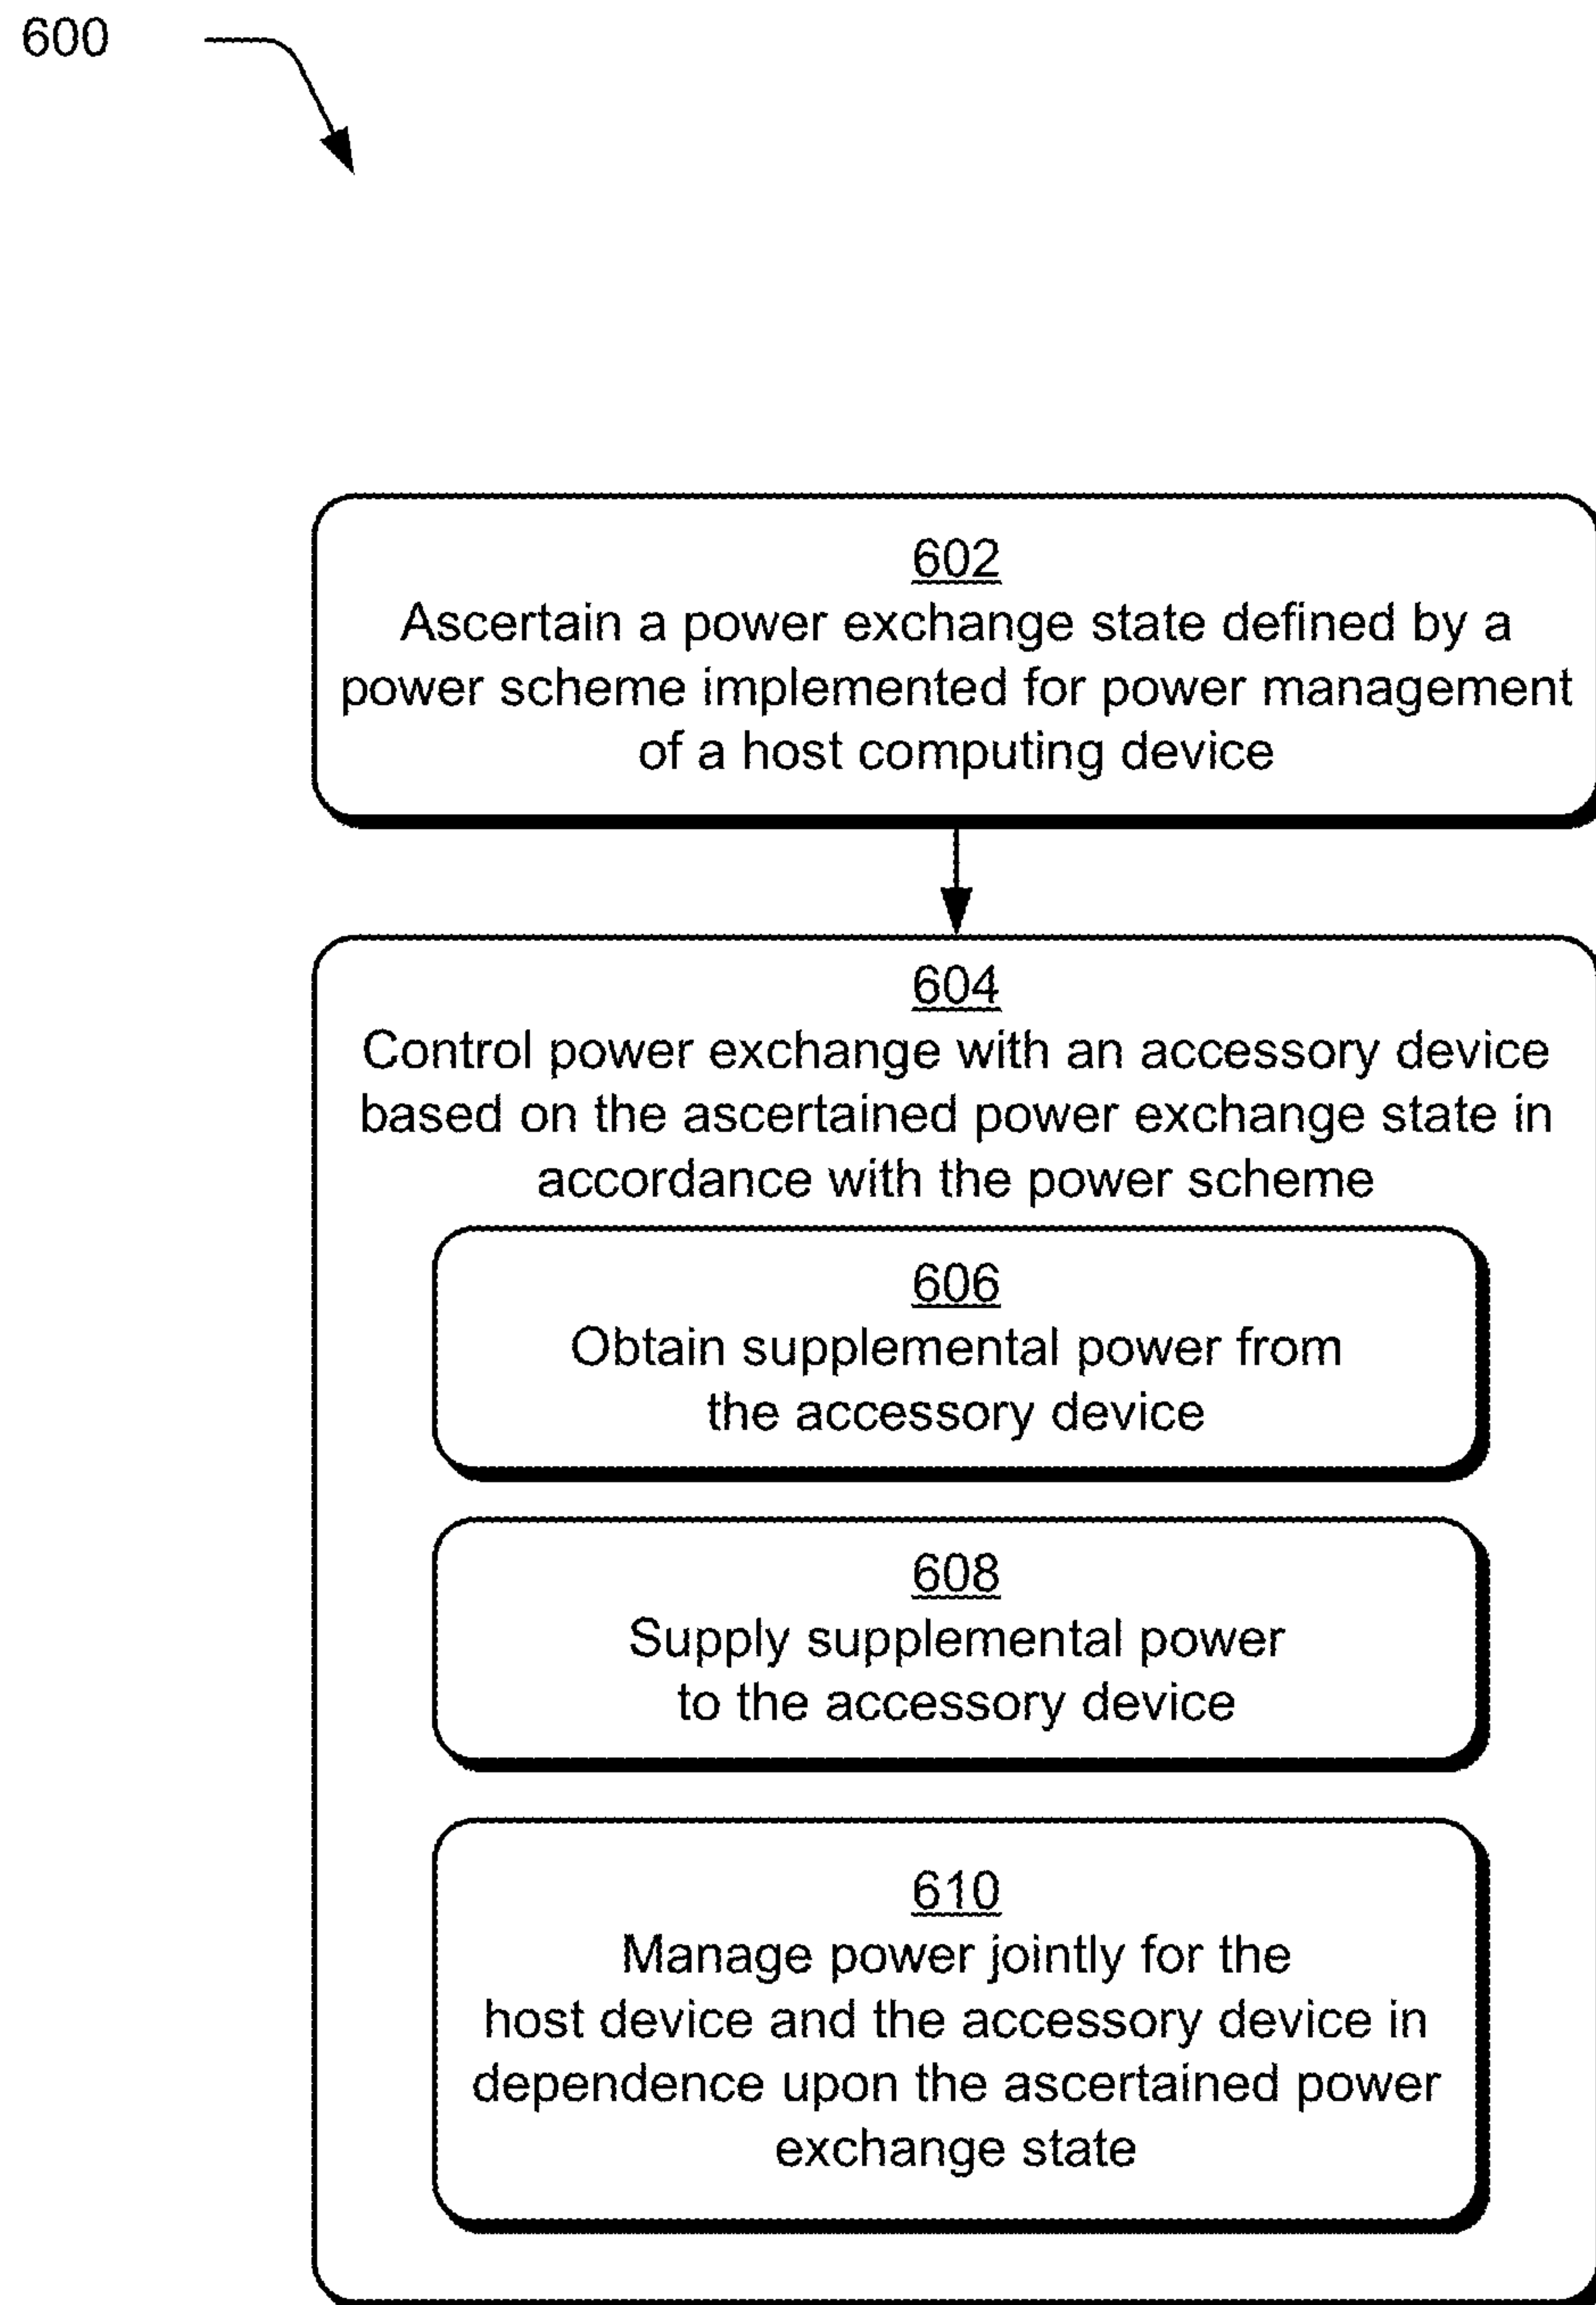 600
602
Ascertain a power exchange state defined by a
power scheme implemented for power management
of a host computing device
604
Control power exchange with an accessory device
based on the ascertained power exchange state in
accordance with the power scheme
606
Obtain supplemental power from
the accessory device
608
Supply supplemental power
to the accessory device
610
Manage power jointly for the
host device and the accessory device in
dependence upon the ascertained power
exchange state